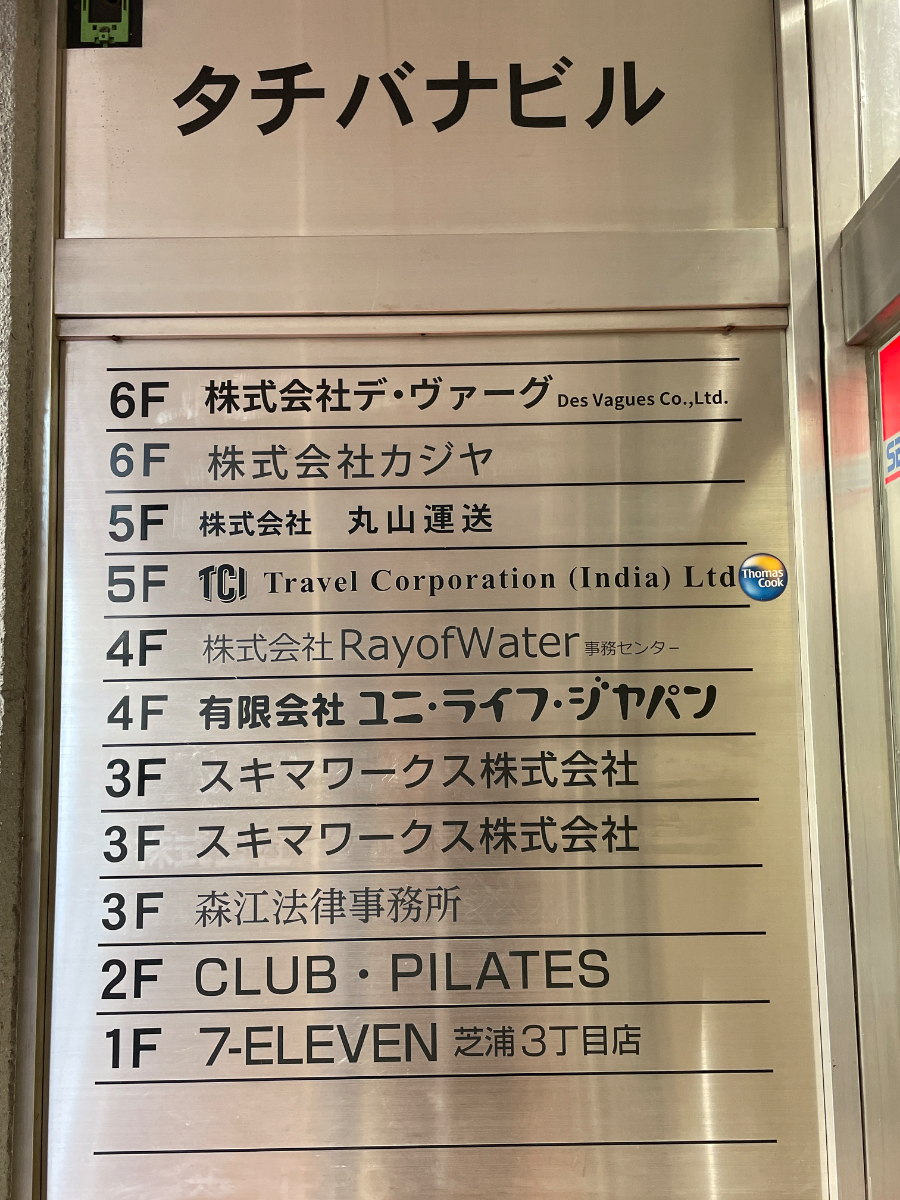 タチバナビル
6F 株式会社デ・ヴァーグ Des Vagues Co.,Ltd.
6F 株式会社カジヤ
5F 株式会社 丸山運送
5F TCI Travel Corporation (India) Ltd Thomas Cook
4F 株式会社RayofWater 事務センター
4F 有限会社 ユニ・ライフ・ジャパン
3F スキマワークス株式会社
3F スキマワークス株式会社
3F 森江法律事務所
2F CLUB・PILATES
1F 7-ELEVEN 芝浦3丁目店